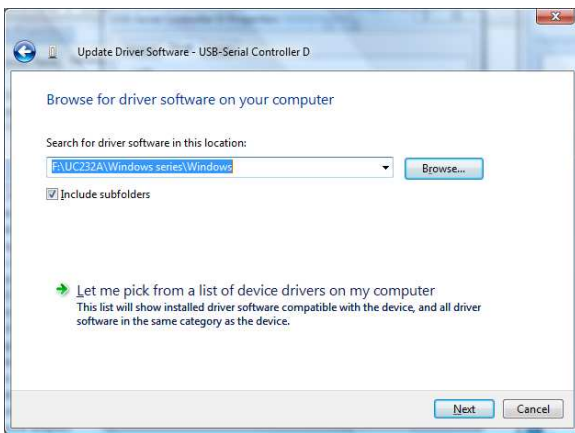 Update Driver Software - USB-Serial Controller D
Browse for driver software on your computer
Search for driver software in this location:
F:\UC232A\Windows series\Windows
Browse...
Include subfolders
Let me pick from a list of device drivers on my computer
This list will show installed driver software compatible with the device, and all driver
software in the same category as the device.
Next
Cancel